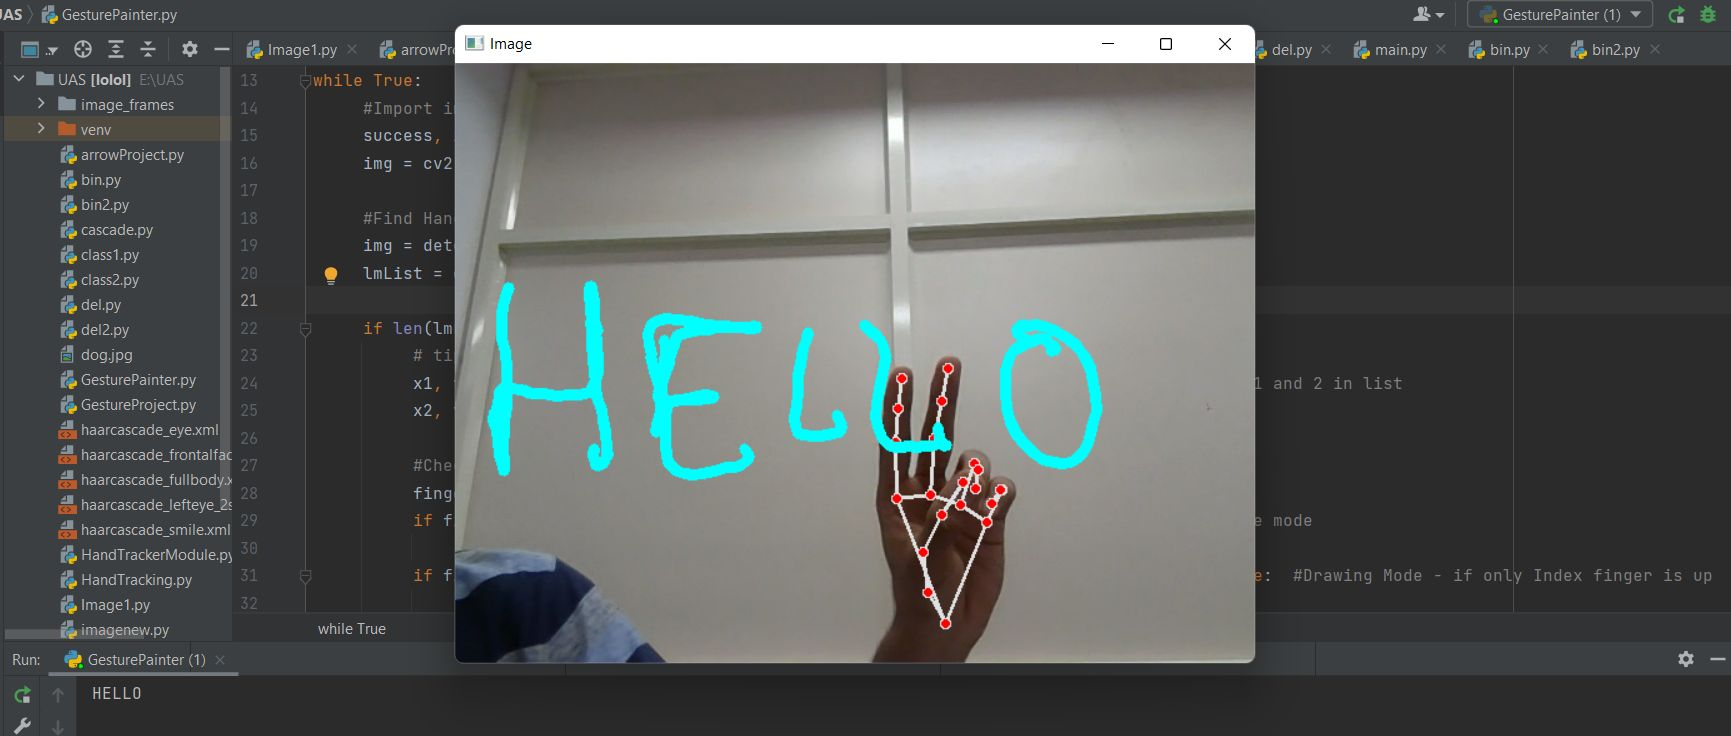 UAS
GesturePainter.py
GesturePainter (1)
Image1.py
arrowPr
Image
del.py
main.py
bin.py
bin2.py
UAS [lolol] E:\UAS
image_frames
venv
arrowProject.py
bin.py
bin2.py
cascade.py
class1.py
class2.py
del.py
del2.py
dog.jpg
GesturePainter.py
GestureProject.py
haarcascade_eye.xml
haarcascade_frontalfac
haarcascade_fullbody.x
haarcascade_lefteye_2s
haarcascade_smile.xml
HandTrackerModule.py
HandTracking.py
Image1.py
imagenew.py
13 while True:
14 #Import i
15 success,
16 img = cv2
17
18 #Find Han
19 img = dete
20 lmList =
21
22 if len(lm
23 # ti
24 x1, 1 and 2 in list
25 x2,
26
27 #Che
28 fing
29 if f e mode
30
31 if f e: #Drawing Mode - if only Index finger is up
32
HELLO
while True
Run: GesturePainter (1)
HELLO